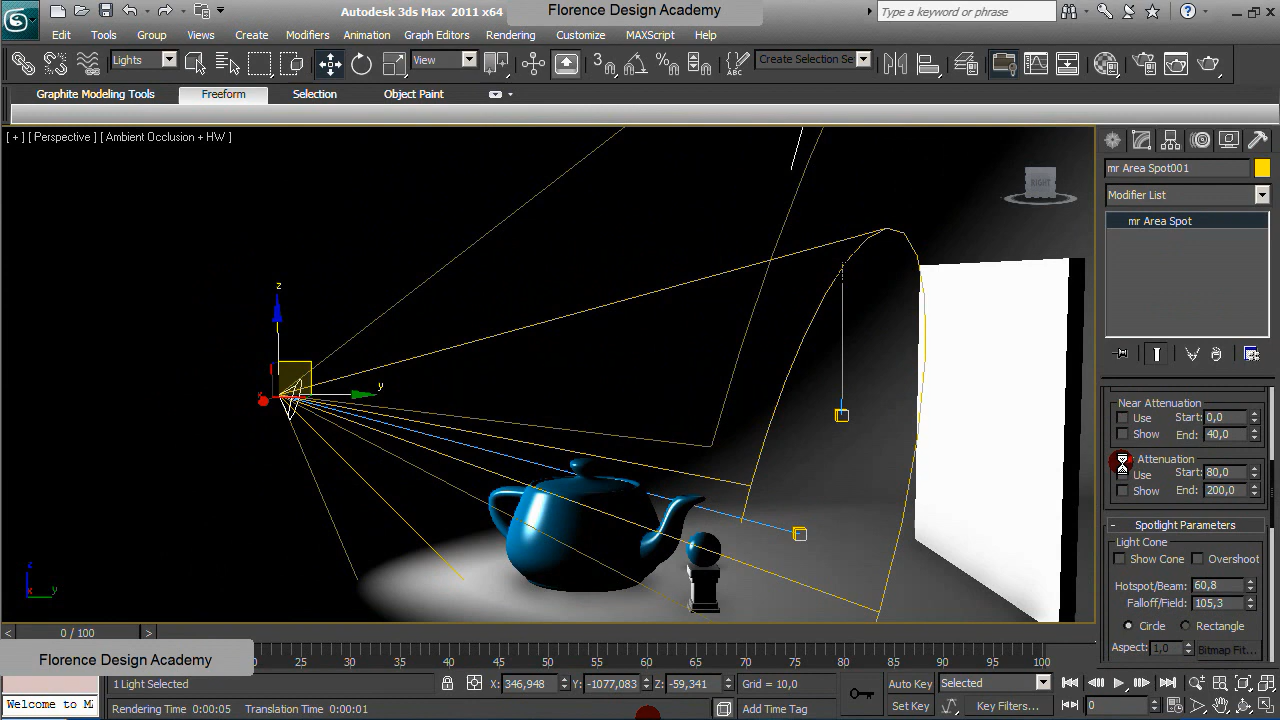 Autodesk 3ds Max 2011 x64
Florence Design Academy
Type a keyword or phrase
Edit Tools Group Views Create Modifiers Animation Graph Editors Rendering Customize MAXScript Help
Lights View 3 Create Selection Se
Graphite Modeling Tools Freeform Selection Object Paint
[ + ] [ Perspective ] [ Ambient Occlusion + HW ]
RIGHT
mr Area Spot001
Modifier List
mr Area Spot
z
y
x
Near Attenuation
Use Start: 0,0
Show End: 40,0
Attenuation
Use Start: 80,0
Show End: 200,0
- Spotlight Parameters
Light Cone
Show Cone Overshoot
Hotspot/Beam: 60,8
Falloff/Field: 105,3
Circle Rectangle
Aspect: 1,0 Bitmap Fit...
z
x y
< 0 / 100 >
Florence Design Academy
20 25 30 35 40 45 50 55 60 65 70 75 80 85 90 95 100
1 Light Selected X: 346,948 Y: -1077,083 Z: -59,341 Grid = 10,0 Auto Key Selected
Welcome to MA
Rendering Time 0:00:05 Translation Time 0:00:01 Add Time Tag Set Key Key Filters... 0